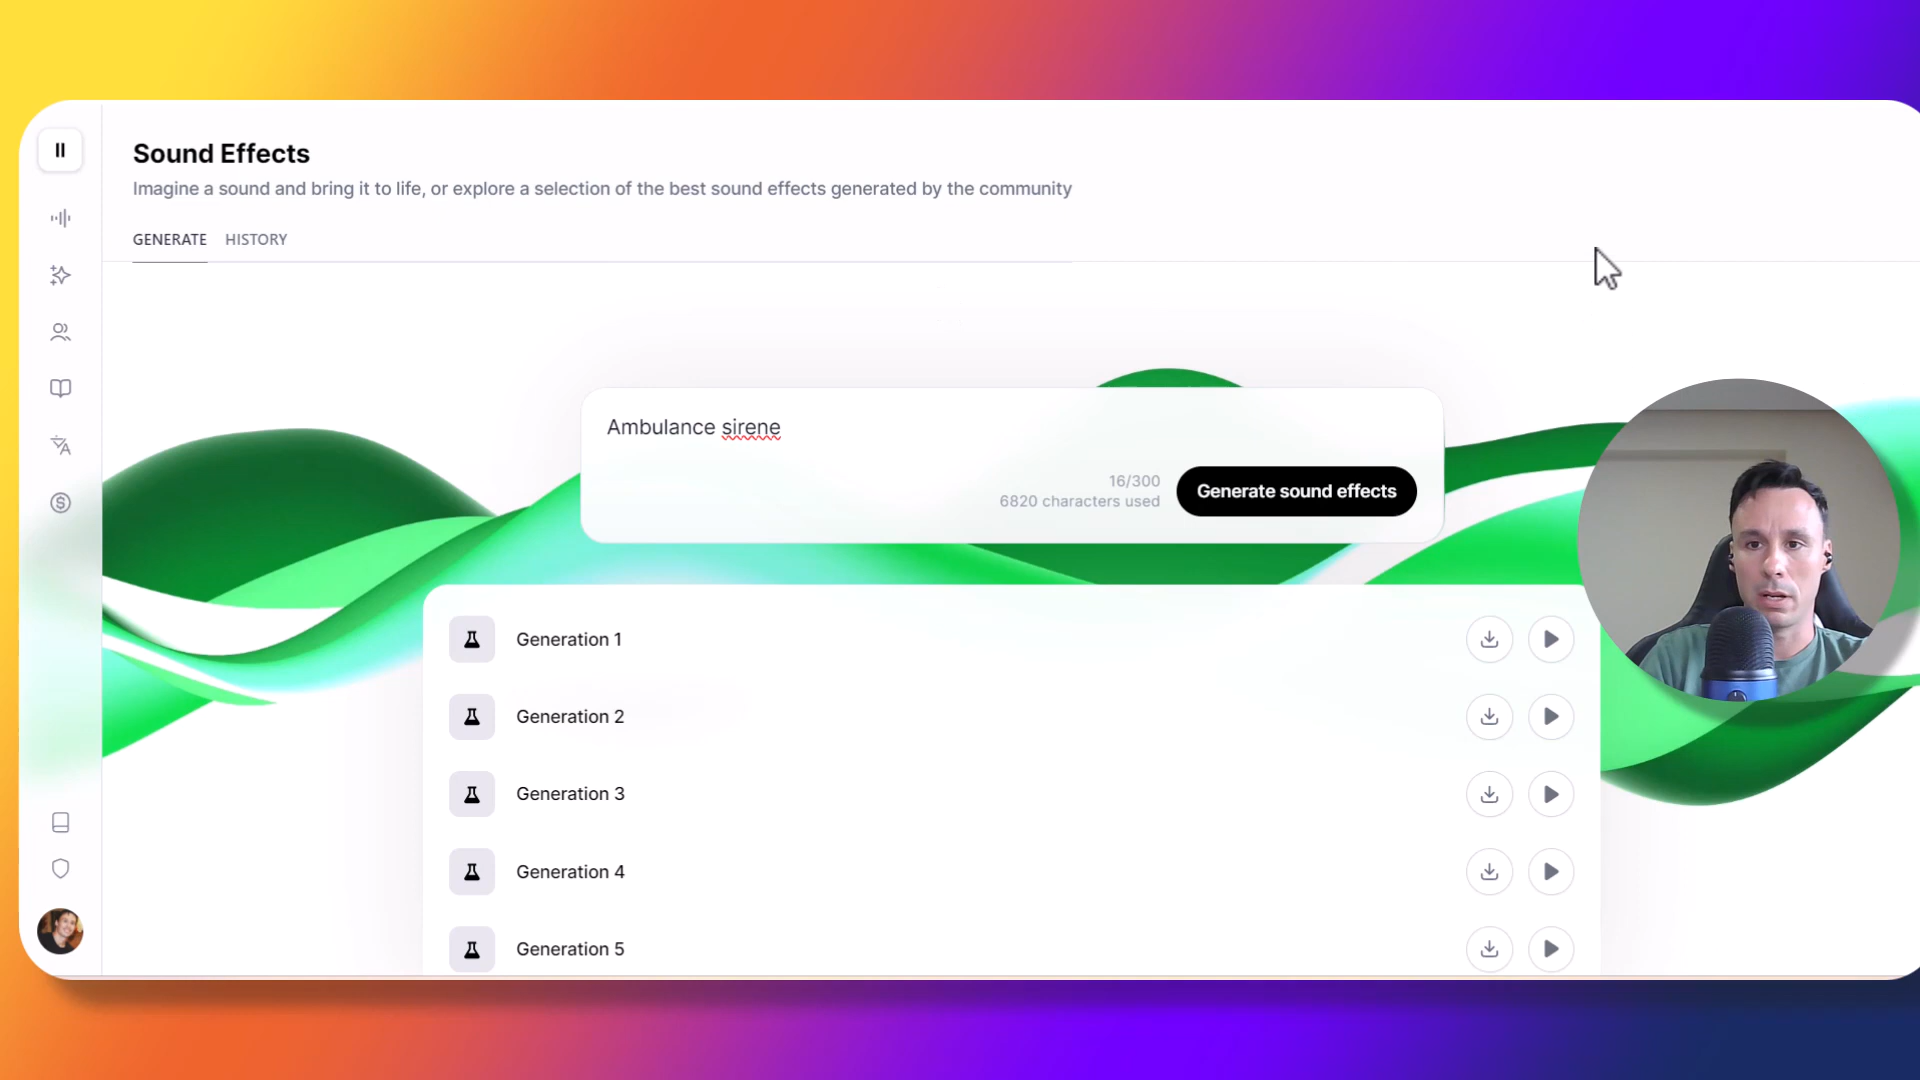 Sound Effects
Imagine a sound and bring it to life, or explore a selection of the best sound effects generated by the community
GENERATE HISTORY
Ambulance sirene
16/300
6820 characters used
Generate sound effects
Generation 1
Generation 2
Generation 3
Generation 4
Generation 5